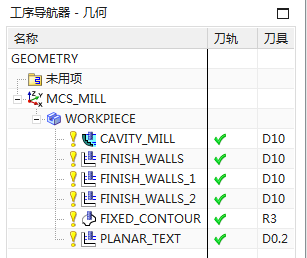 工序导航器 - 几何
名称 刀轨 刀具
GEOMETRY
未用项
MCS_MILL
WORKPIECE
CAVITY_MILL D10
FINISH_WALLS D10
FINISH_WALLS_1 D10
FINISH_WALLS_2 D10
FIXED_CONTOUR R3
PLANAR_TEXT D0.2